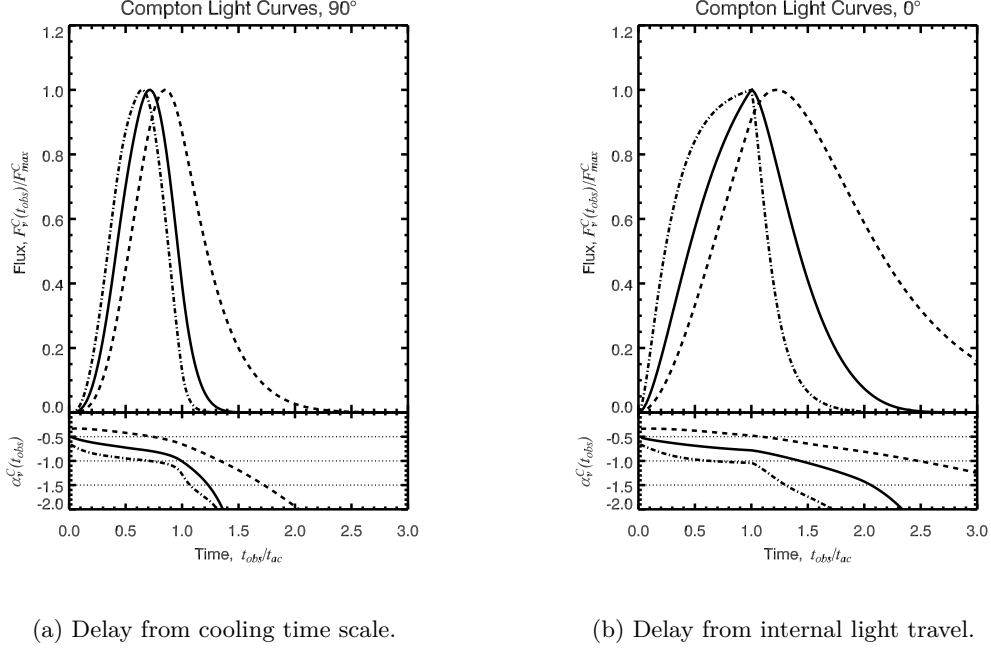 Compton Light Curves, 90°
1.2
1.0
0.8
0.6
0.4
0.2
0.0
Flux, F_ν^C(t_obs)/F_max^C
-0.5
-1.0
-1.5
-2.0
α_ν^C(t_obs)
0.0 0.5 1.0 1.5 2.0 2.5 3.0
Time, t_obs/t_ac
(a) Delay from cooling time scale.
Compton Light Curves, 0°
1.2
1.0
0.8
0.6
0.4
0.2
0.0
Flux, F_ν^C(t_obs)/F_max^C
-0.5
-1.0
-1.5
-2.0
α_ν^C(t_obs)
0.0 0.5 1.0 1.5 2.0 2.5 3.0
Time, t_obs/t_ac
(b) Delay from internal light travel.